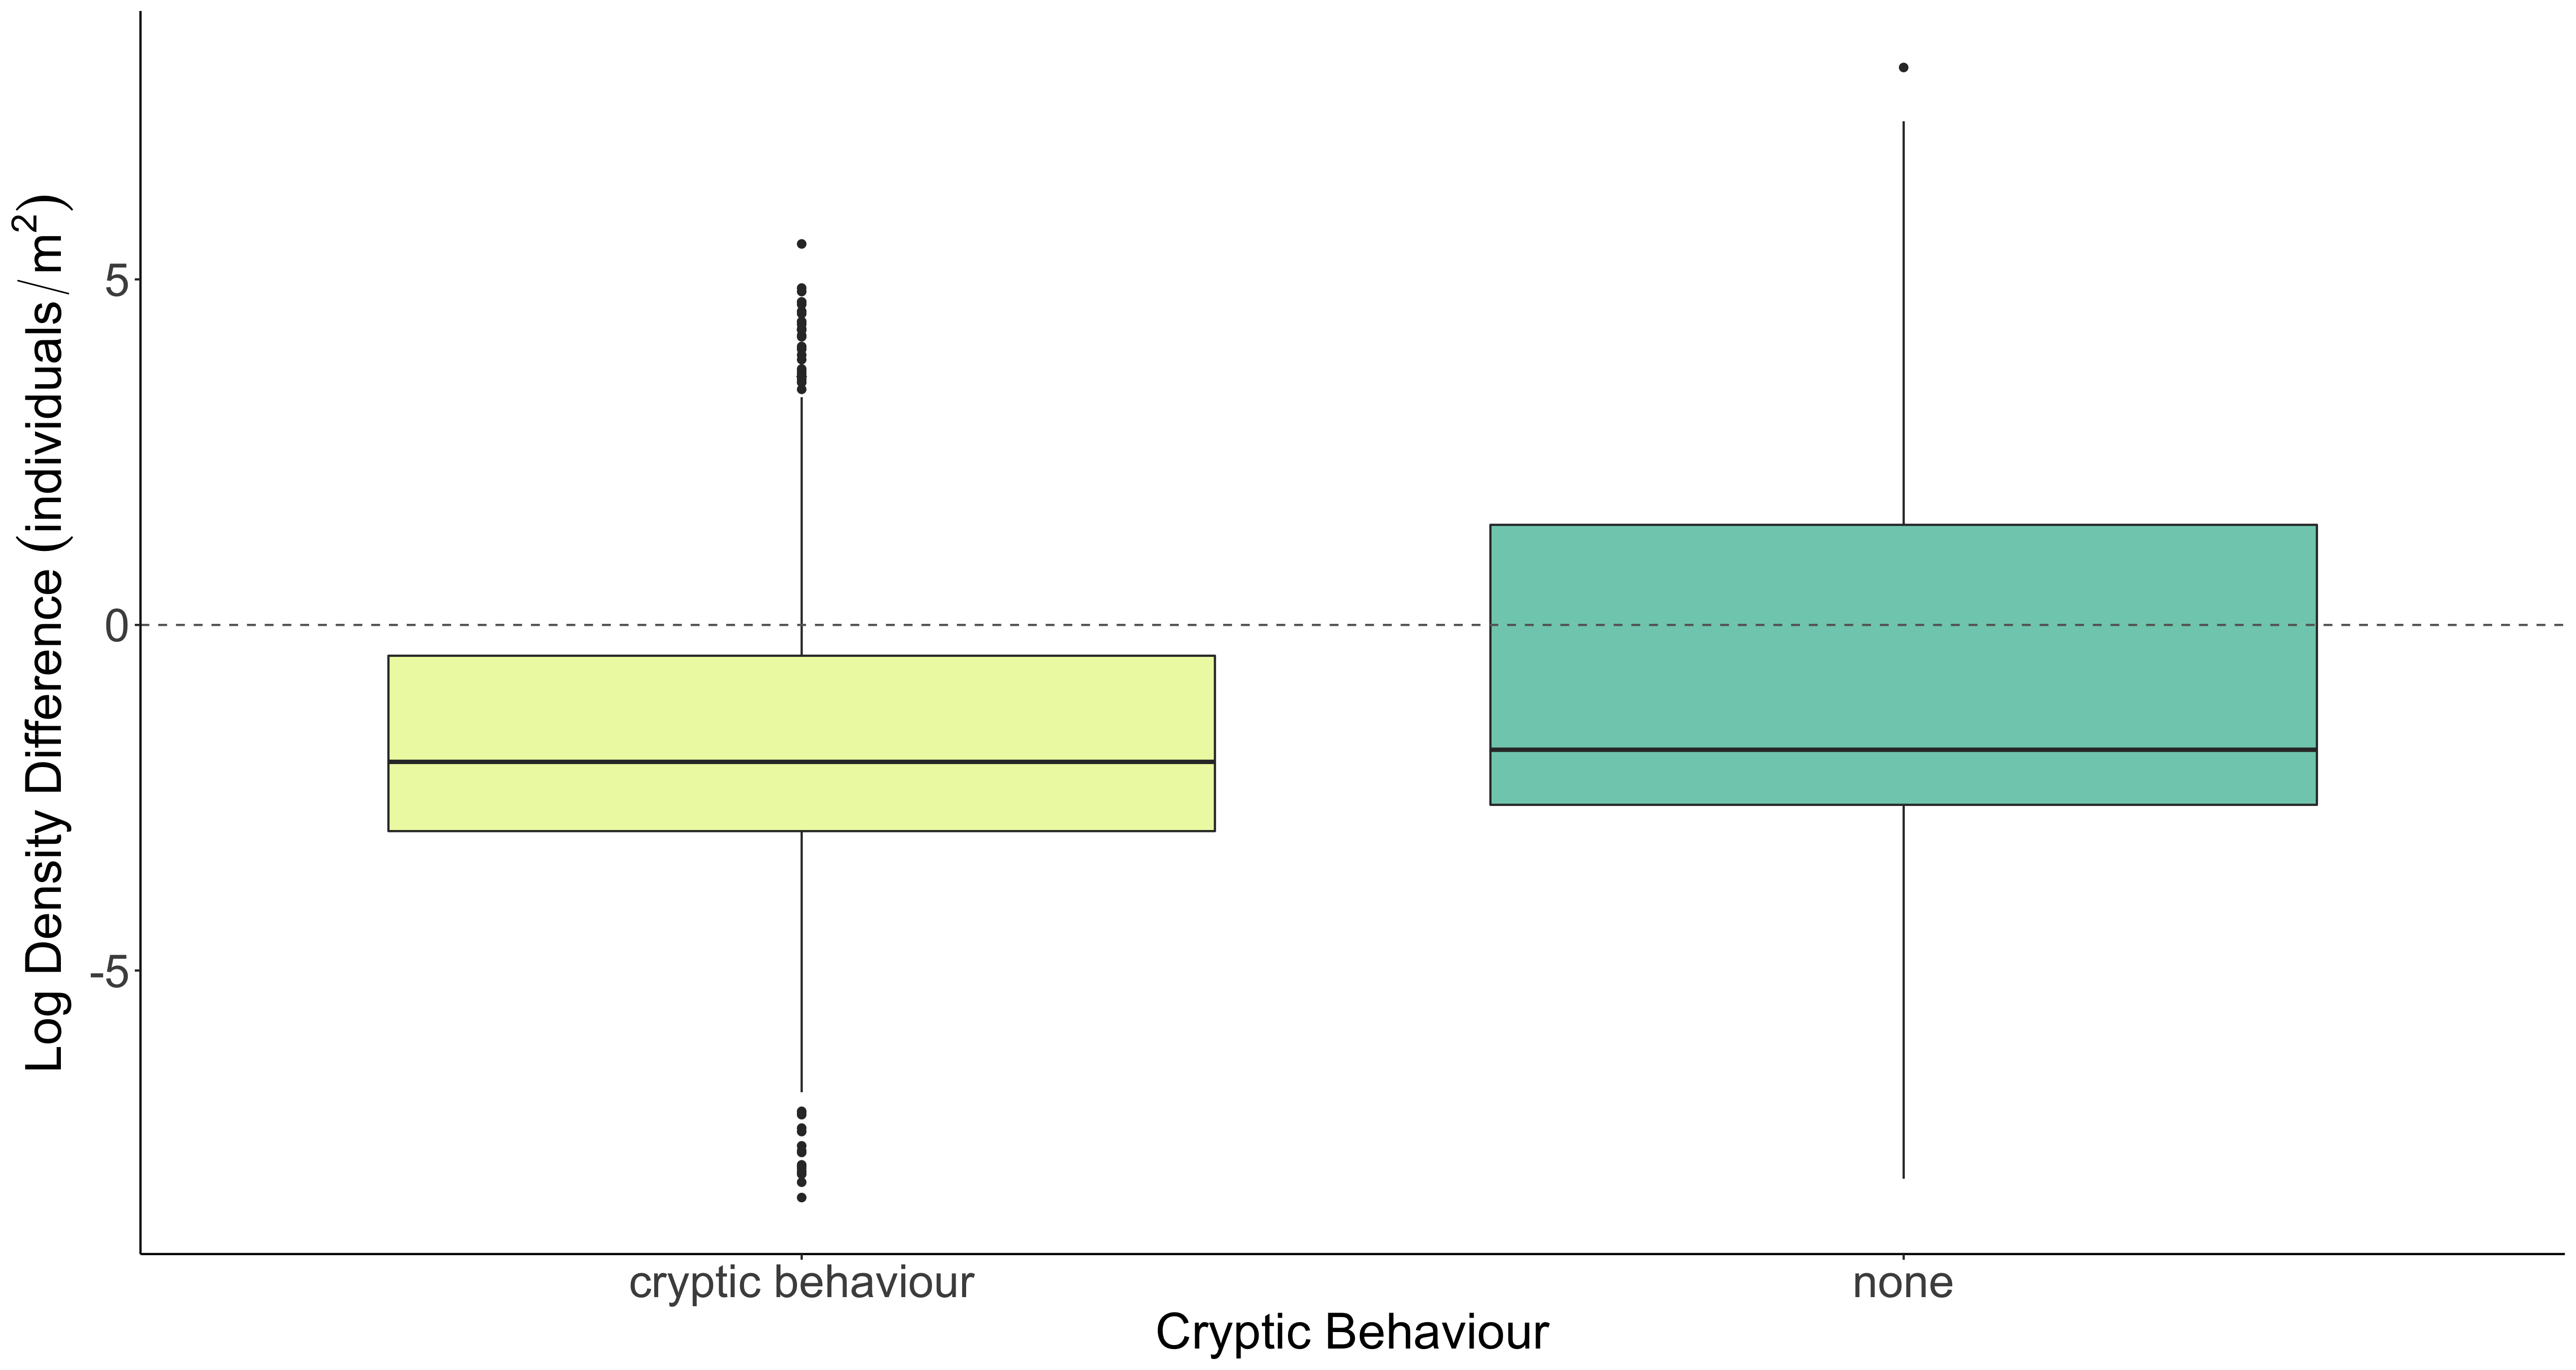 Log Density Difference (individuals/m²)
5
0
-5
cryptic behaviour
none
Cryptic Behaviour